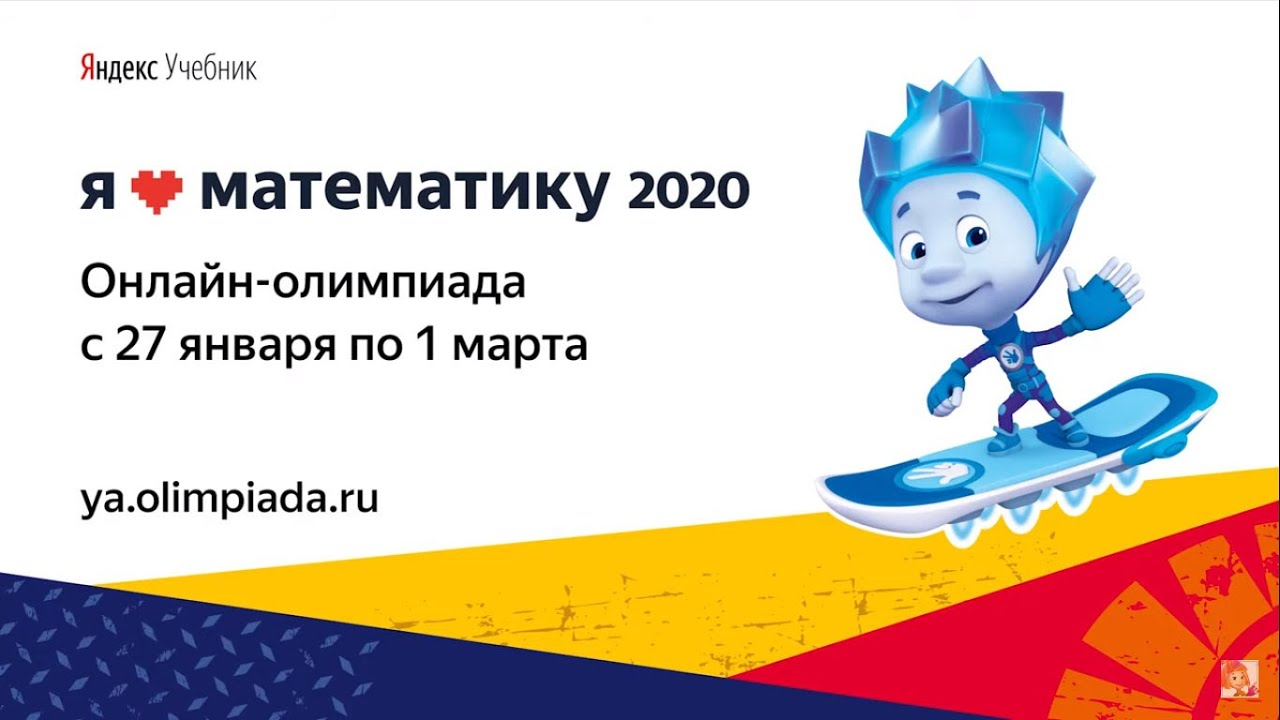 Яндекс Учебник
я ❤ математику 2020
Онлайн-олимпиада
с 27 января по 1 марта
ya.olimpiada.ru